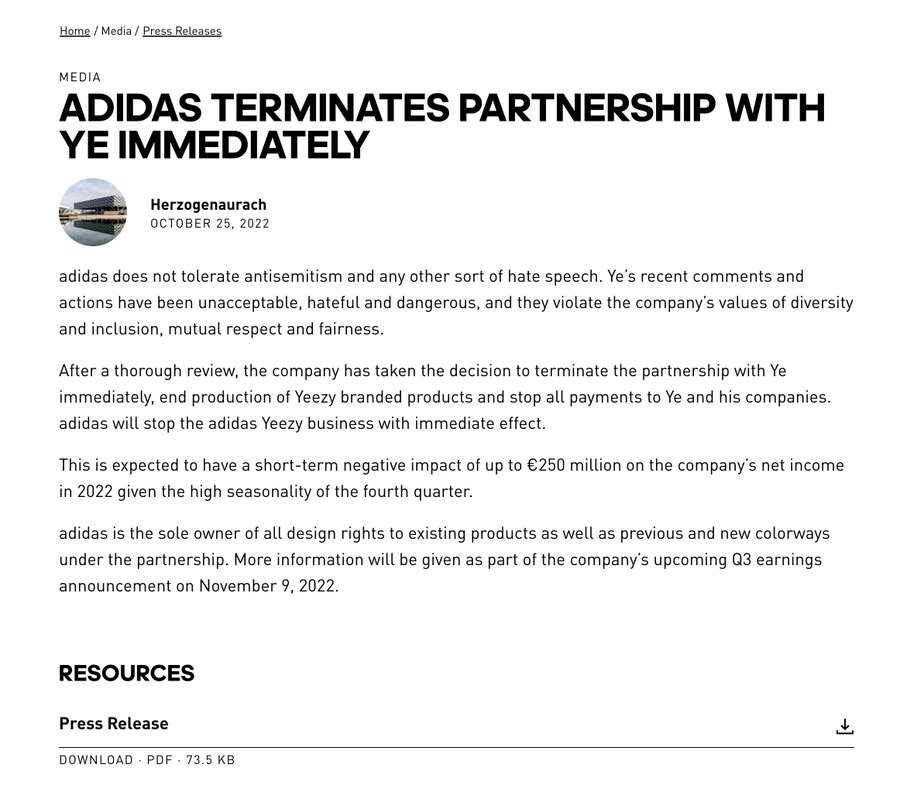 Home / Media / Press Releases
MEDIA
ADIDAS TERMINATES PARTNERSHIP WITH
YE IMMEDIATELY
Herzogenaurach
OCTOBER 25, 2022
adidas does not tolerate antisemitism and any other sort of hate speech. Ye’s recent comments and
actions have been unacceptable, hateful and dangerous, and they violate the company’s values of diversity
and inclusion, mutual respect and fairness.
After a thorough review, the company has taken the decision to terminate the partnership with Ye
immediately, end production of Yeezy branded products and stop all payments to Ye and his companies.
adidas will stop the adidas Yeezy business with immediate effect.
This is expected to have a short-term negative impact of up to €250 million on the company’s net income
in 2022 given the high seasonality of the fourth quarter.
adidas is the sole owner of all design rights to existing products as well as previous and new colorways
under the partnership. More information will be given as part of the company’s upcoming Q3 earnings
announcement on November 9, 2022.
RESOURCES
Press Release
DOWNLOAD · PDF · 73.5 KB